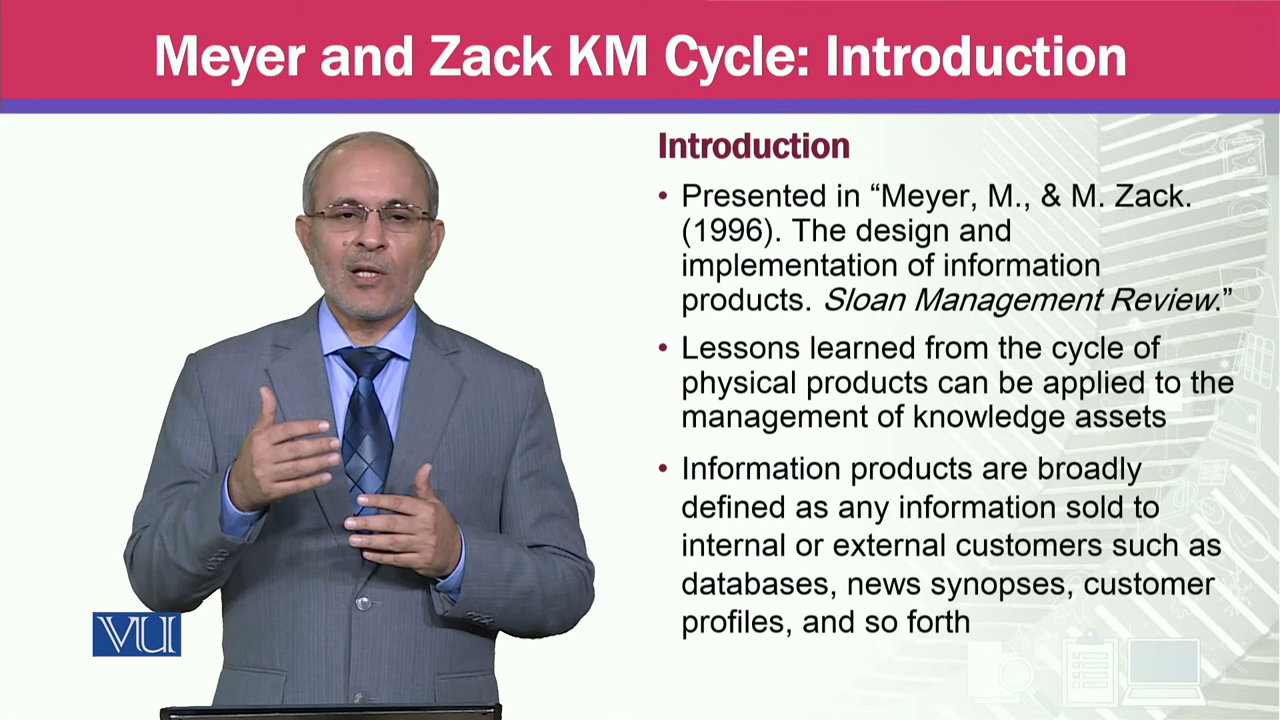 Meyer and Zack KM Cycle: Introduction
Introduction
• Presented in “Meyer, M., & M. Zack.
(1996). The design and
implementation of information
products. Sloan Management Review.”
• Lessons learned from the cycle of
physical products can be applied to the
management of knowledge assets
• Information products are broadly
defined as any information sold to
internal or external customers such as
databases, news synopses, customer
profiles, and so forth
VU